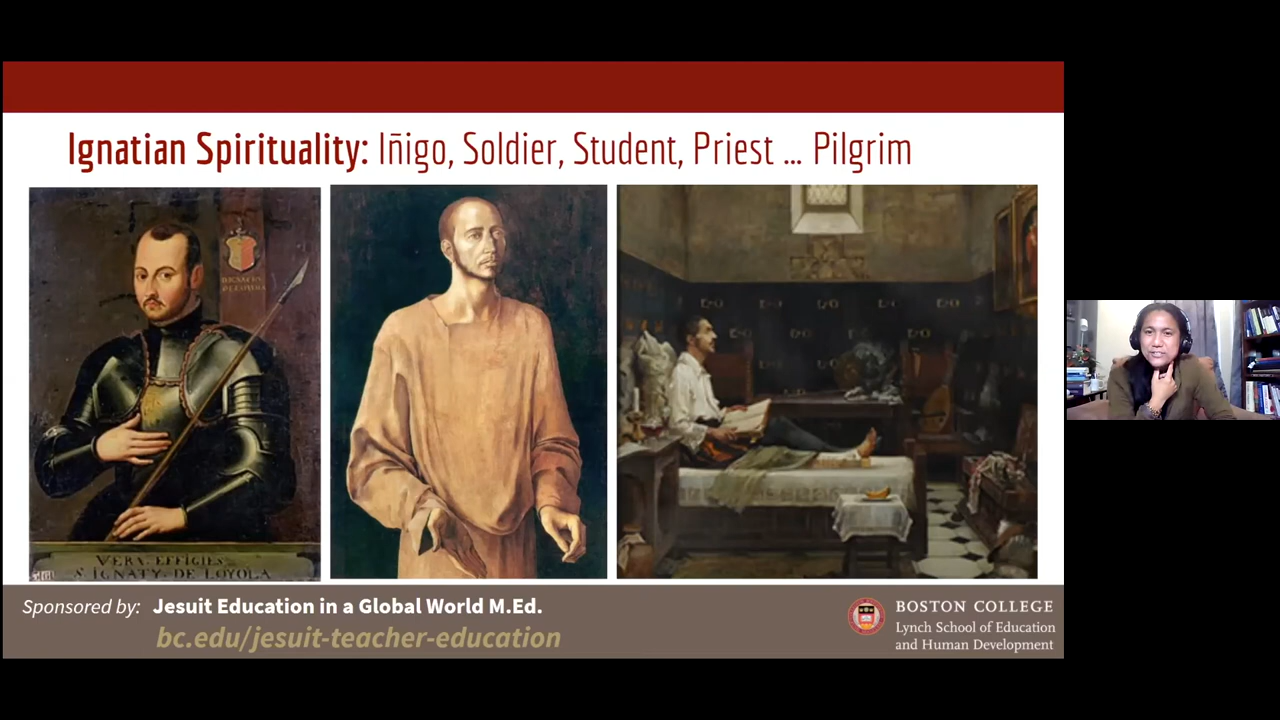 Ignatian Spirituality: Iñigo, Soldier, Student, Priest ... Pilgrim
VERA. EFFIGIES.
S. IGNATY. DE LOYOLA
Sponsored by: Jesuit Education in a Global World M.Ed.
bc.edu/jesuit-teacher-education
BOSTON COLLEGE
Lynch School of Education
and Human Development